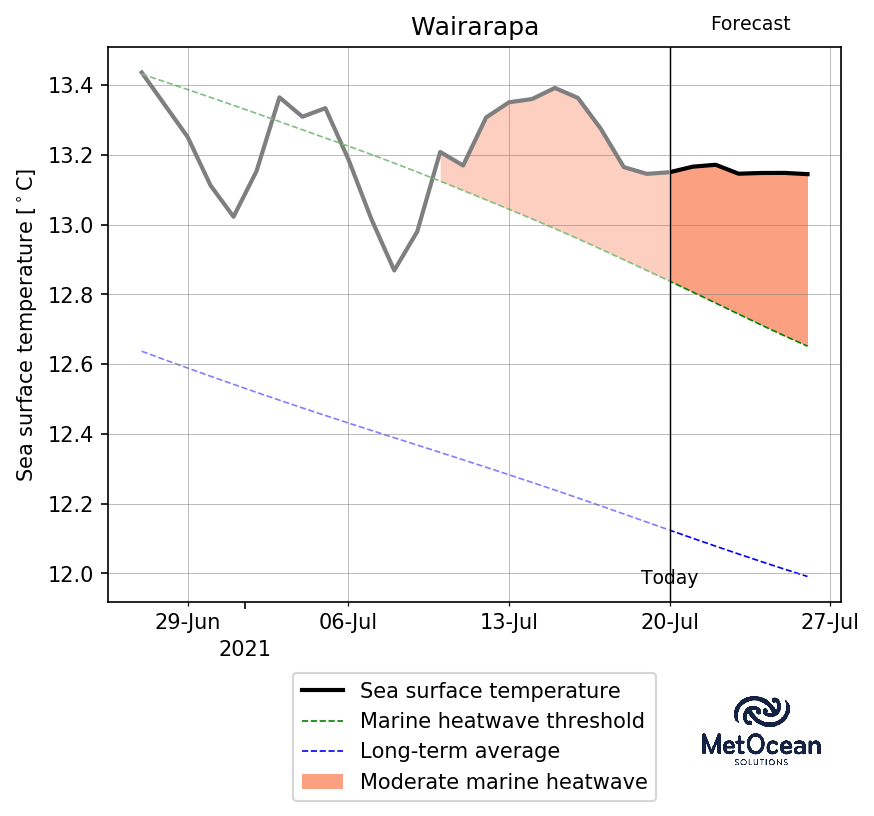 Wairarapa
Forecast
Sea surface temperature [°C]
13.4
13.2
13.0
12.8
12.6
12.4
12.2
12.0
Today
29-Jun
06-Jul
13-Jul
20-Jul
27-Jul
2021
Sea surface temperature
Marine heatwave threshold
Long-term average
Moderate marine heatwave
MetOcean
SOLUTIONS